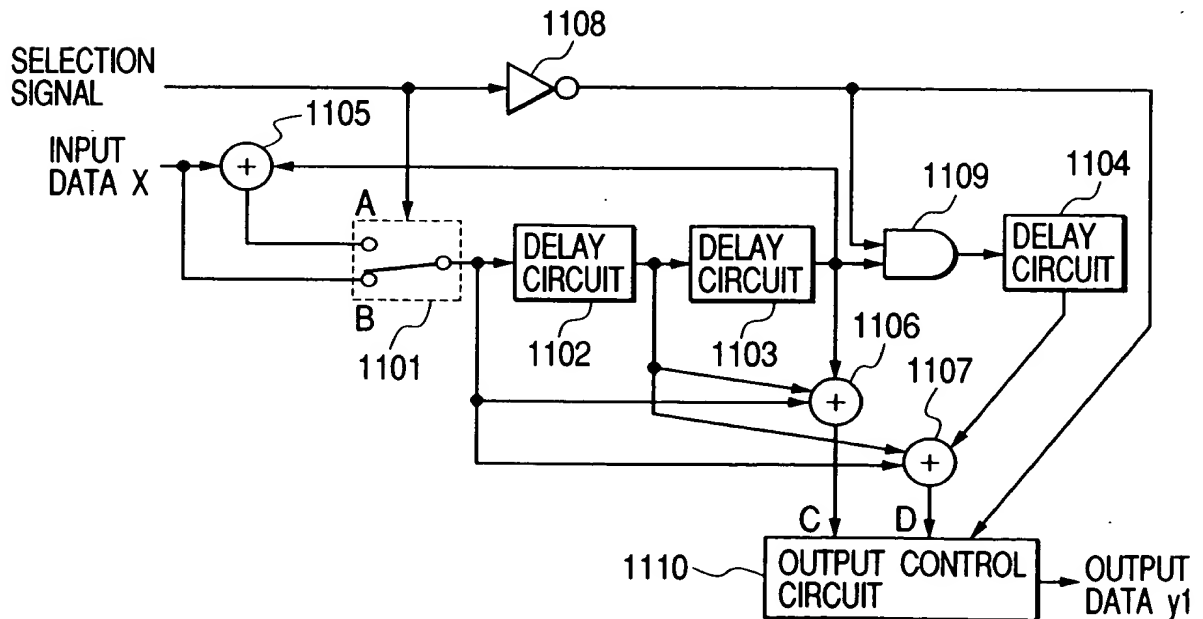 1108
SELECTION
SIGNAL
1105
INPUT
DATA X
+
1109
1104
A
B
DELAY
CIRCUIT
DELAY
CIRCUIT
DELAY
CIRCUIT
1101
1102
1103
1106
+
1107
+
C
D
1110
OUTPUT CONTROL
CIRCUIT
OUTPUT
DATA y1